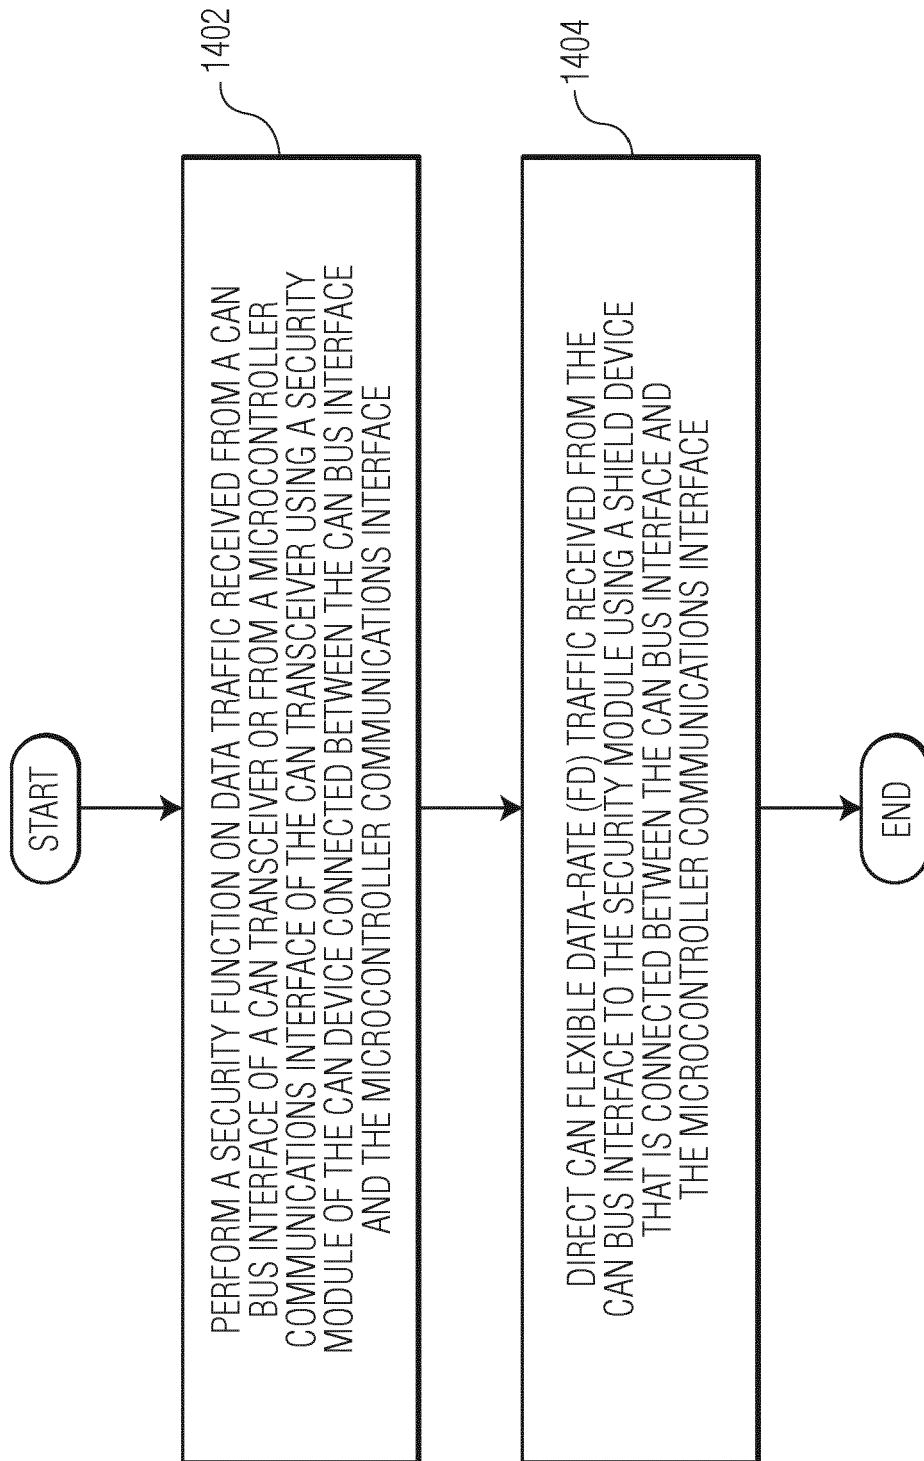 START
1402
PERFORM A SECURITY FUNCTION ON DATA TRAFFIC RECEIVED FROM A CAN
BUS INTERFACE OF A CAN TRANSCEIVER OR FROM A MICROCONTROLLER
COMMUNICATIONS INTERFACE OF THE CAN TRANSCEIVER USING A SECURITY
MODULE OF THE CAN DEVICE CONNECTED BETWEEN THE CAN BUS INTERFACE
AND THE MICROCONTROLLER COMMUNICATIONS INTERFACE
1404
DIRECT CAN FLEXIBLE DATA-RATE (FD) TRAFFIC RECEIVED FROM THE
CAN BUS INTERFACE TO THE SECURITY MODULE USING A SHIELD DEVICE
THAT IS CONNECTED BETWEEN THE CAN BUS INTERFACE AND
THE MICROCONTROLLER COMMUNICATIONS INTERFACE
END